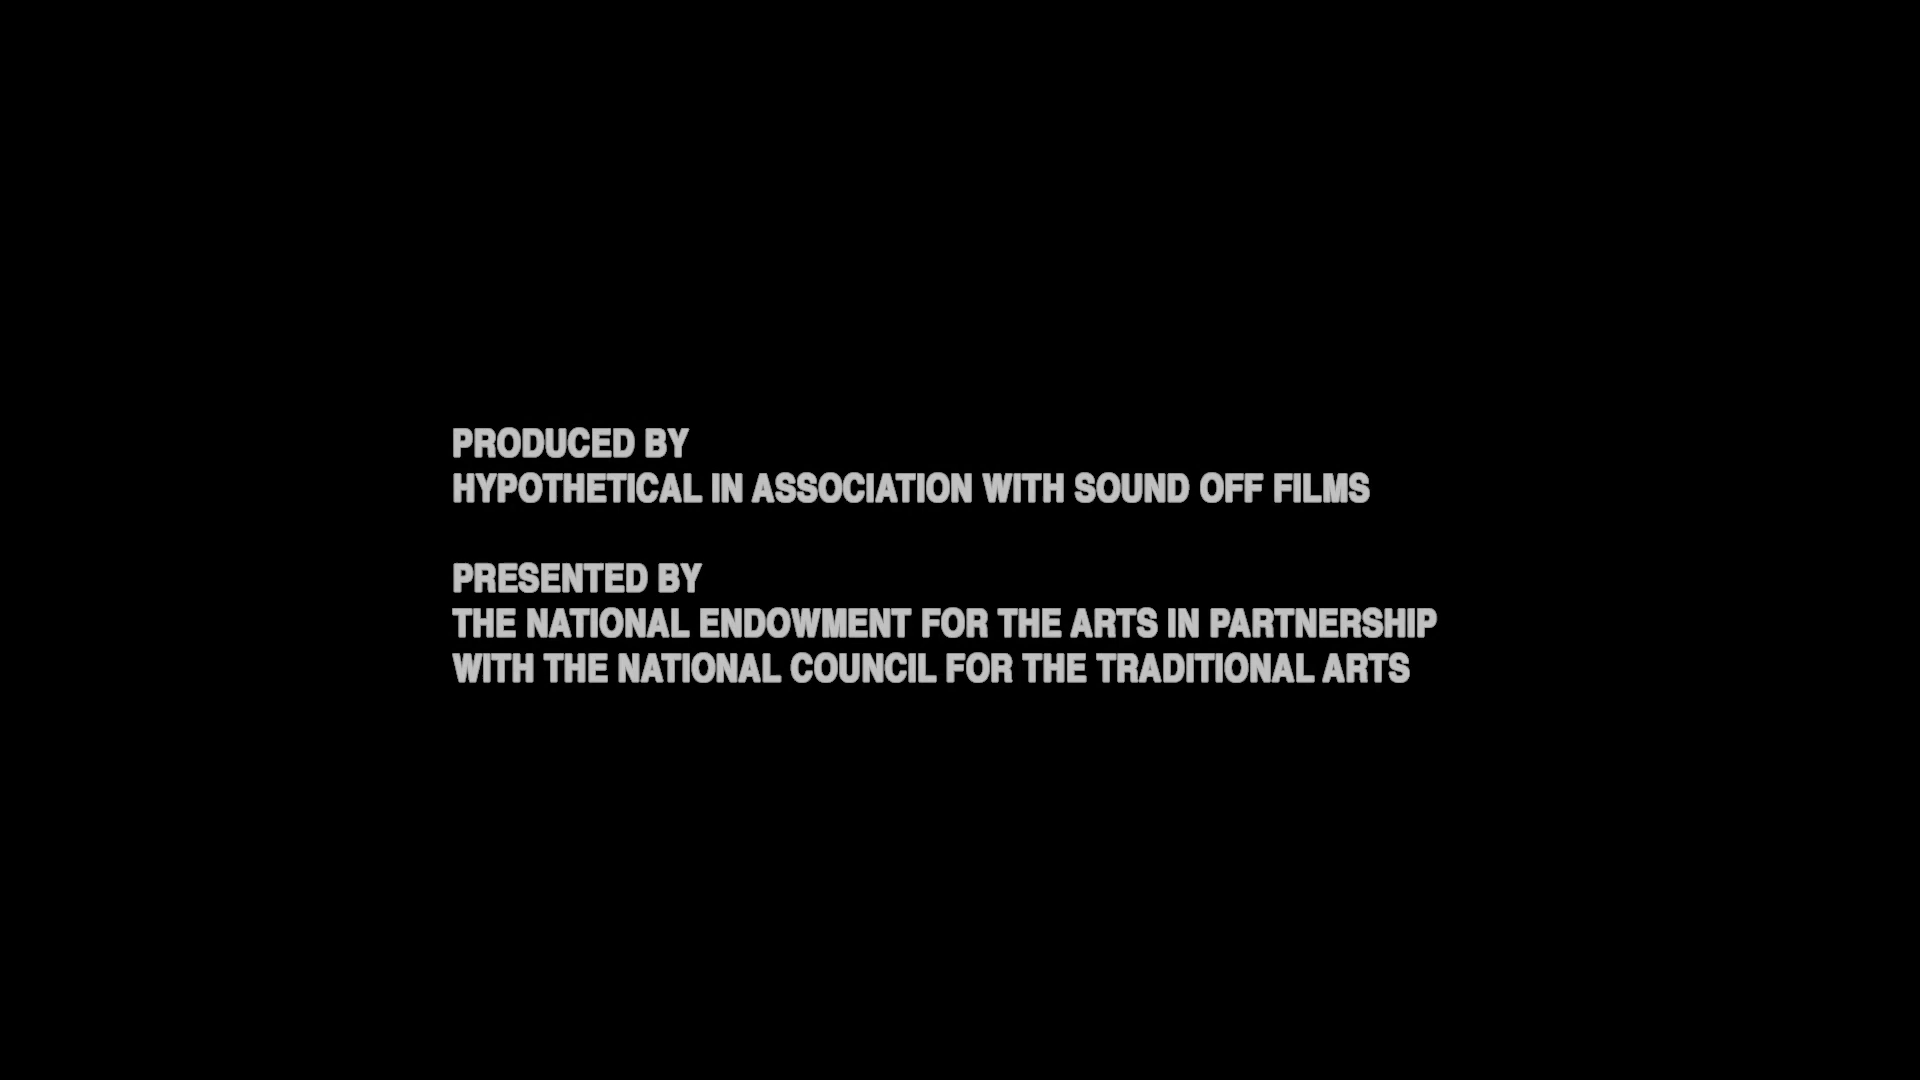 PRODUCED BY
HYPOTHETICAL IN ASSOCIATION WITH SOUND OFF FILMS
PRESENTED BY
THE NATIONAL ENDOWMENT FOR THE ARTS IN PARTNERSHIP
WITH THE NATIONAL COUNCIL FOR THE TRADITIONAL ARTS